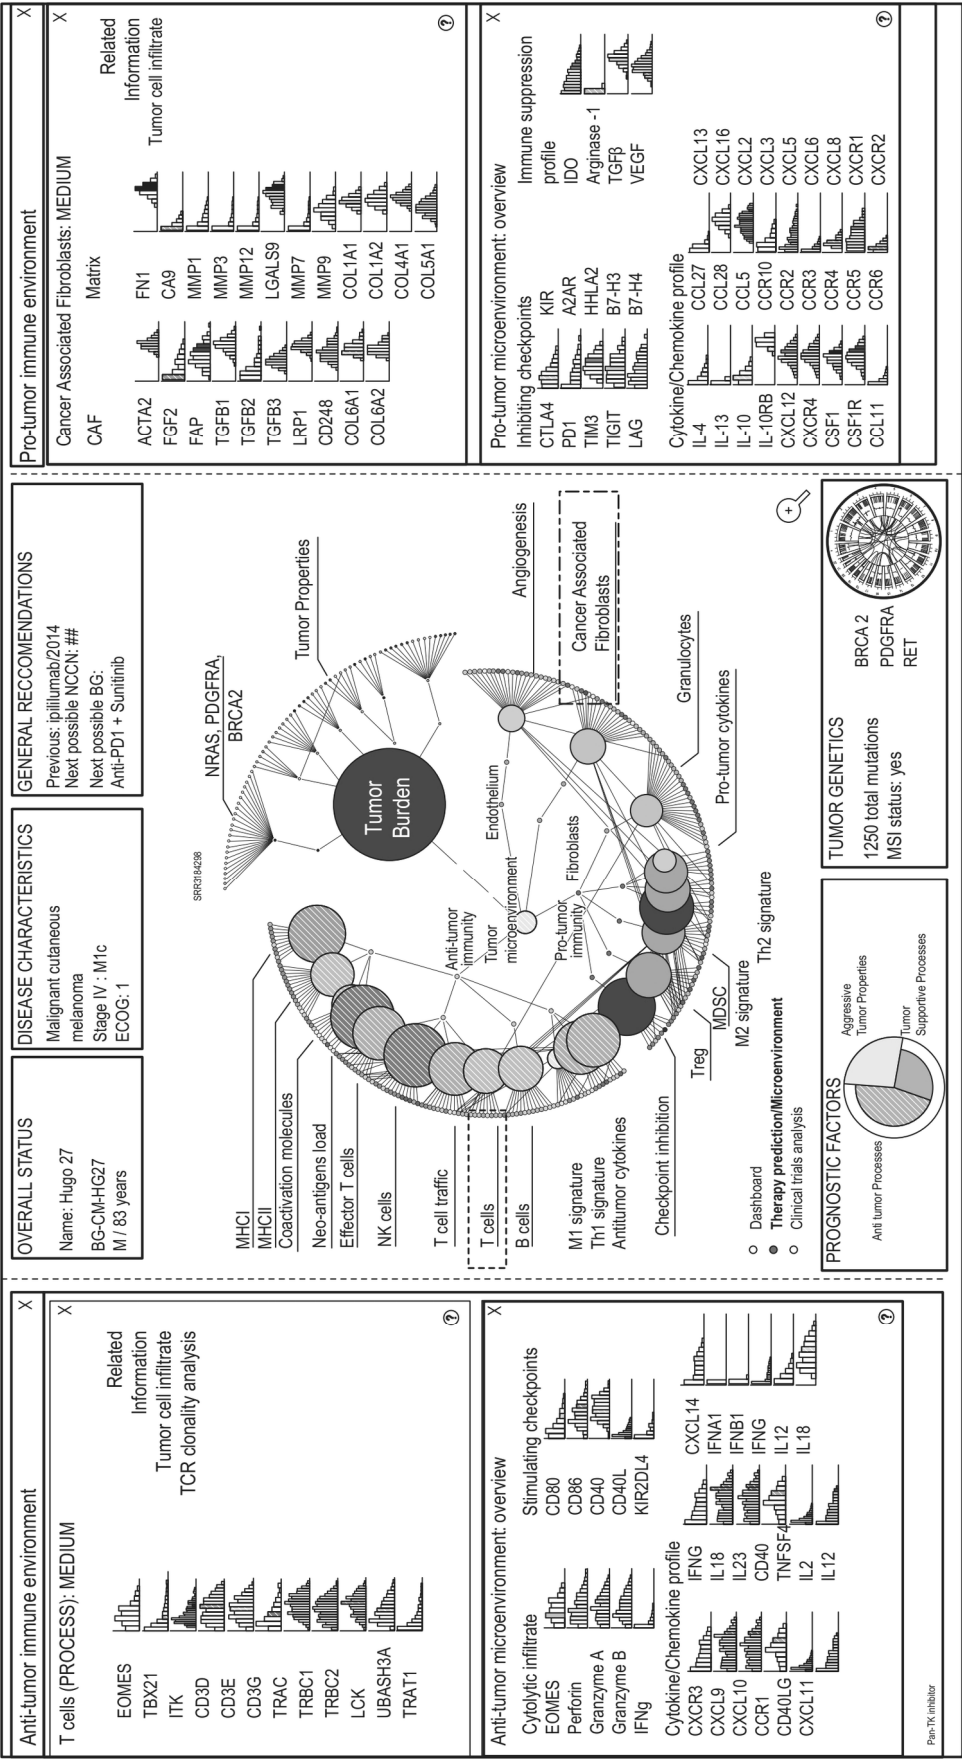 Anti-tumor immune environment
X
T cells (PROCESS): MEDIUM
X
EOMES
TBX21
ITK
CD3D
CD3E
CD3G
TRAC
TRBC1
TRBC2
LCK
UBASH3A
TRAT1
Related
Information
Tumor cell infiltrate
TCR clonality analysis
?
Anti-tumor microenvironment: overview
X
Cytolytic infiltrate
EOMES
Perforin
Granzyme A
Granzyme B
IFNg
Stimulating checkpoints
CD80
CD86
CD40
CD40L
KIR2DL4
Cytokine/Chemokine profile
CXCR3
CXCL9
CXCL10
CCR1
CD40LG
CXCL11
IFNG
IL18
IL23
CD40
TNFSF4
IL2
IL12
CXCL14
IFNA1
IFNB1
IFNG
IL12
IL18
?
Pan-TK inhibitor
OVERALL STATUS
Name: Hugo 27
BG-CM-HG27
M / 83 years
DISEASE CHARACTERISTICS
Malignant cutaneous
melanoma
Stage IV : M1c
ECOG: 1
GENERAL RECCOMENDATIONS
Previous: ipililumab/2014
Next possible NCCN: ##
Next possible BG:
Anti-PD1 + Sunitinib
SRR3184298
NRAS, PDGFRA,
BRCA2
Tumor Properties
Tumor
Burden
MHCI
MHCII
Coactivation molecules
Neo-antigens load
Effector T cells
NK cells
T cell traffic
T cells
B cells
M1 signature
Th1 signature
Antitumor cytokines
Checkpoint inhibition
Anti-tumor
immunity
Tumor
microenvironment
Pro-tumor
immunity
Endothelium
Fibroblasts
Angiogenesis
Cancer Associated
Fibroblasts
Granulocytes
Pro-tumor cytokines
Th2 signature
M2 signature
MDSC
Treg
Dashboard
Therapy prediction/Microenvironment
Clinical trials analysis
+
PROGNOSTIC FACTORS
Anti tumor Processes
Aggressive
Tumor Properties
Tumor
Supportive Processes
TUMOR GENETICS
1250 total mutations
MSI status: yes
BRCA 2
PDGFRA
RET
Pro-tumor immune environment
X
Cancer Associated Fibroblasts: MEDIUM
X
CAF
ACTA2
FGF2
FAP
TGFB1
TGFB2
TGFB3
LRP1
CD248
COL6A1
COL6A2
Matrix
FN1
CA9
MMP1
MMP3
MMP12
LGALS9
MMP7
MMP9
COL1A1
COL1A2
COL4A1
COL5A1
Related
Information
Tumor cell infiltrate
?
Pro-tumor microenvironment: overview
X
Inhibiting checkpoints
CTLA4
PD1
TIM3
TIGIT
LAG
KIR
A2AR
HHLA2
B7-H3
B7-H4
Immune suppression
profile
IDO
Arginase -1
TGFβ
VEGF
Cytokine/Chemokine profile
IL-4
IL-13
IL-10
IL-10RB
CXCL12
CXCR4
CSF1
CSF1R
CCL11
CCL27
CCL28
CCL5
CCR10
CCR2
CCR3
CCR4
CCR5
CCR6
CXCL13
CXCL16
CXCL2
CXCL3
CXCL5
CXCL6
CXCL8
CXCR1
CXCR2
?